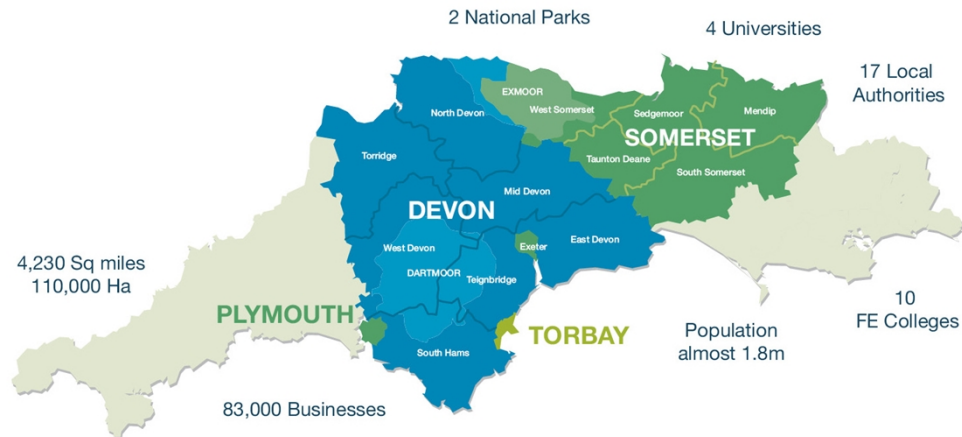 2 National Parks
4 Universities
17 Local
Authorities
EXMOOR
North Devon
West Somerset
Sedgemoor
Mendip
SOMERSET
Torridge
Taunton Deane
South Somerset
Mid Devon
DEVON
West Devon
Exeter
East Devon
4,230 Sq miles
110,000 Ha
DARTMOOR
Teignbridge
PLYMOUTH
TORBAY
10
FE Colleges
Population
almost 1.8m
South Hams
83,000 Businesses